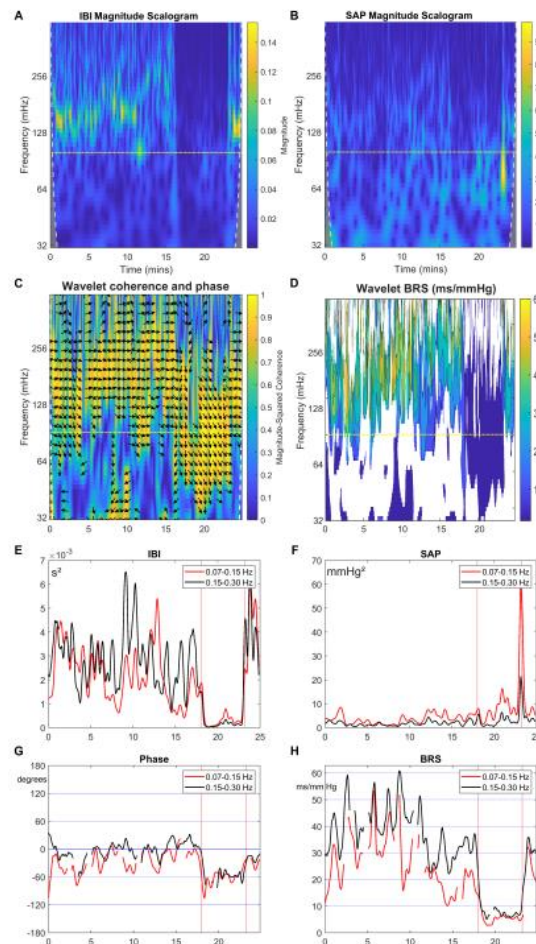 A
IBI Magnitude Scalogram
0.14
0.12
0.1
0.08
0.06
0.04
0.02
Magnitude
256
128
64
32
Frequency (mHz)
0 10 20
Time (mins)
B
SAP Magnitude Scalogram
256
128
64
32
Frequency (mHz)
0 10 20
Time (mins)
C
Wavelet coherence and phase
1
0.9
0.8
0.7
0.6
0.5
0.4
0.3
0.2
0.1
0
Magnitude-Squared Coherence
256
128
64
32
Frequency (mHz)
0 5 10 15 20
D
Wavelet BRS (ms/mmHg)
256
128
64
32
Frequency (mHz)
0 5 10 15 20
E
IBI
×10⁻³
s²
0.07-0.15 Hz
0.15-0.30 Hz
7
6
5
4
3
2
1
0
0 5 10 15 20 25
F
SAP
mmHg²
0.07-0.15 Hz
0.15-0.30 Hz
70
60
50
40
30
20
10
0
0 5 10 15 20
G
Phase
degrees
0.07-0.15 Hz
0.15-0.30 Hz
180
120
60
0
-60
-120
-180
0 5 10 15 20
H
BRS
ms/mm Hg
0.07-0.15 Hz
0.15-0.30 Hz
60
50
40
30
20
10
0
0 5 10 15 20